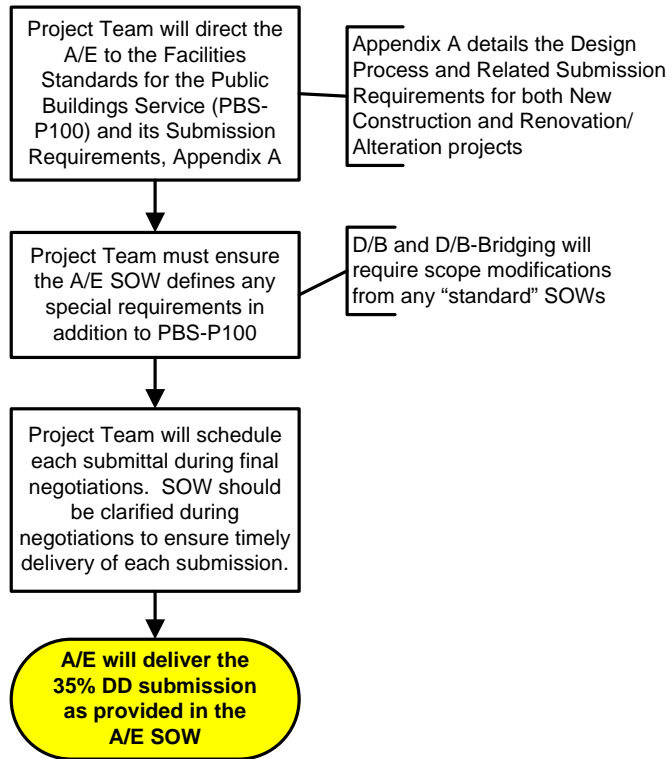 Project Team will direct the
A/E to the Facilities
Standards for the Public
Buildings Service (PBS-
P100) and its Submission
Requirements, Appendix A
Appendix A details the Design
Process and Related Submission
Requirements for both New
Construction and Renovation/
Alteration projects
Project Team must ensure
the A/E SOW defines any
special requirements in
addition to PBS-P100
D/B and D/B-Bridging will
require scope modifications
from any “standard” SOWs
Project Team will schedule
each submittal during final
negotiations.  SOW should
be clarified during
negotiations to ensure timely
delivery of each submission.
A/E will deliver the
35% DD submission
as provided in the
A/E SOW